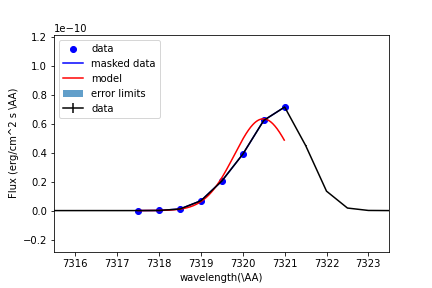 1e−10
data
masked data
model
error limits
data
1.2
1.0
0.8
0.6
0.4
0.2
0.0
−0.2
Flux (erg/cm^2 s \AA)
7316 7317 7318 7319 7320 7321 7322 7323
wavelength(\AA)